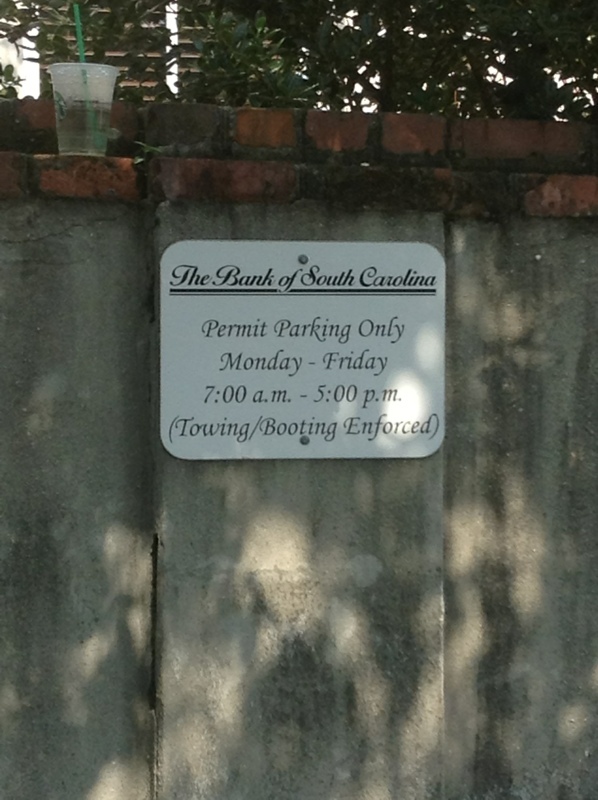 The Bank of South Carolina
Permit Parking Only
Monday - Friday
7:00 a.m. - 5:00 p.m.
(Towing/Booting Enforced)